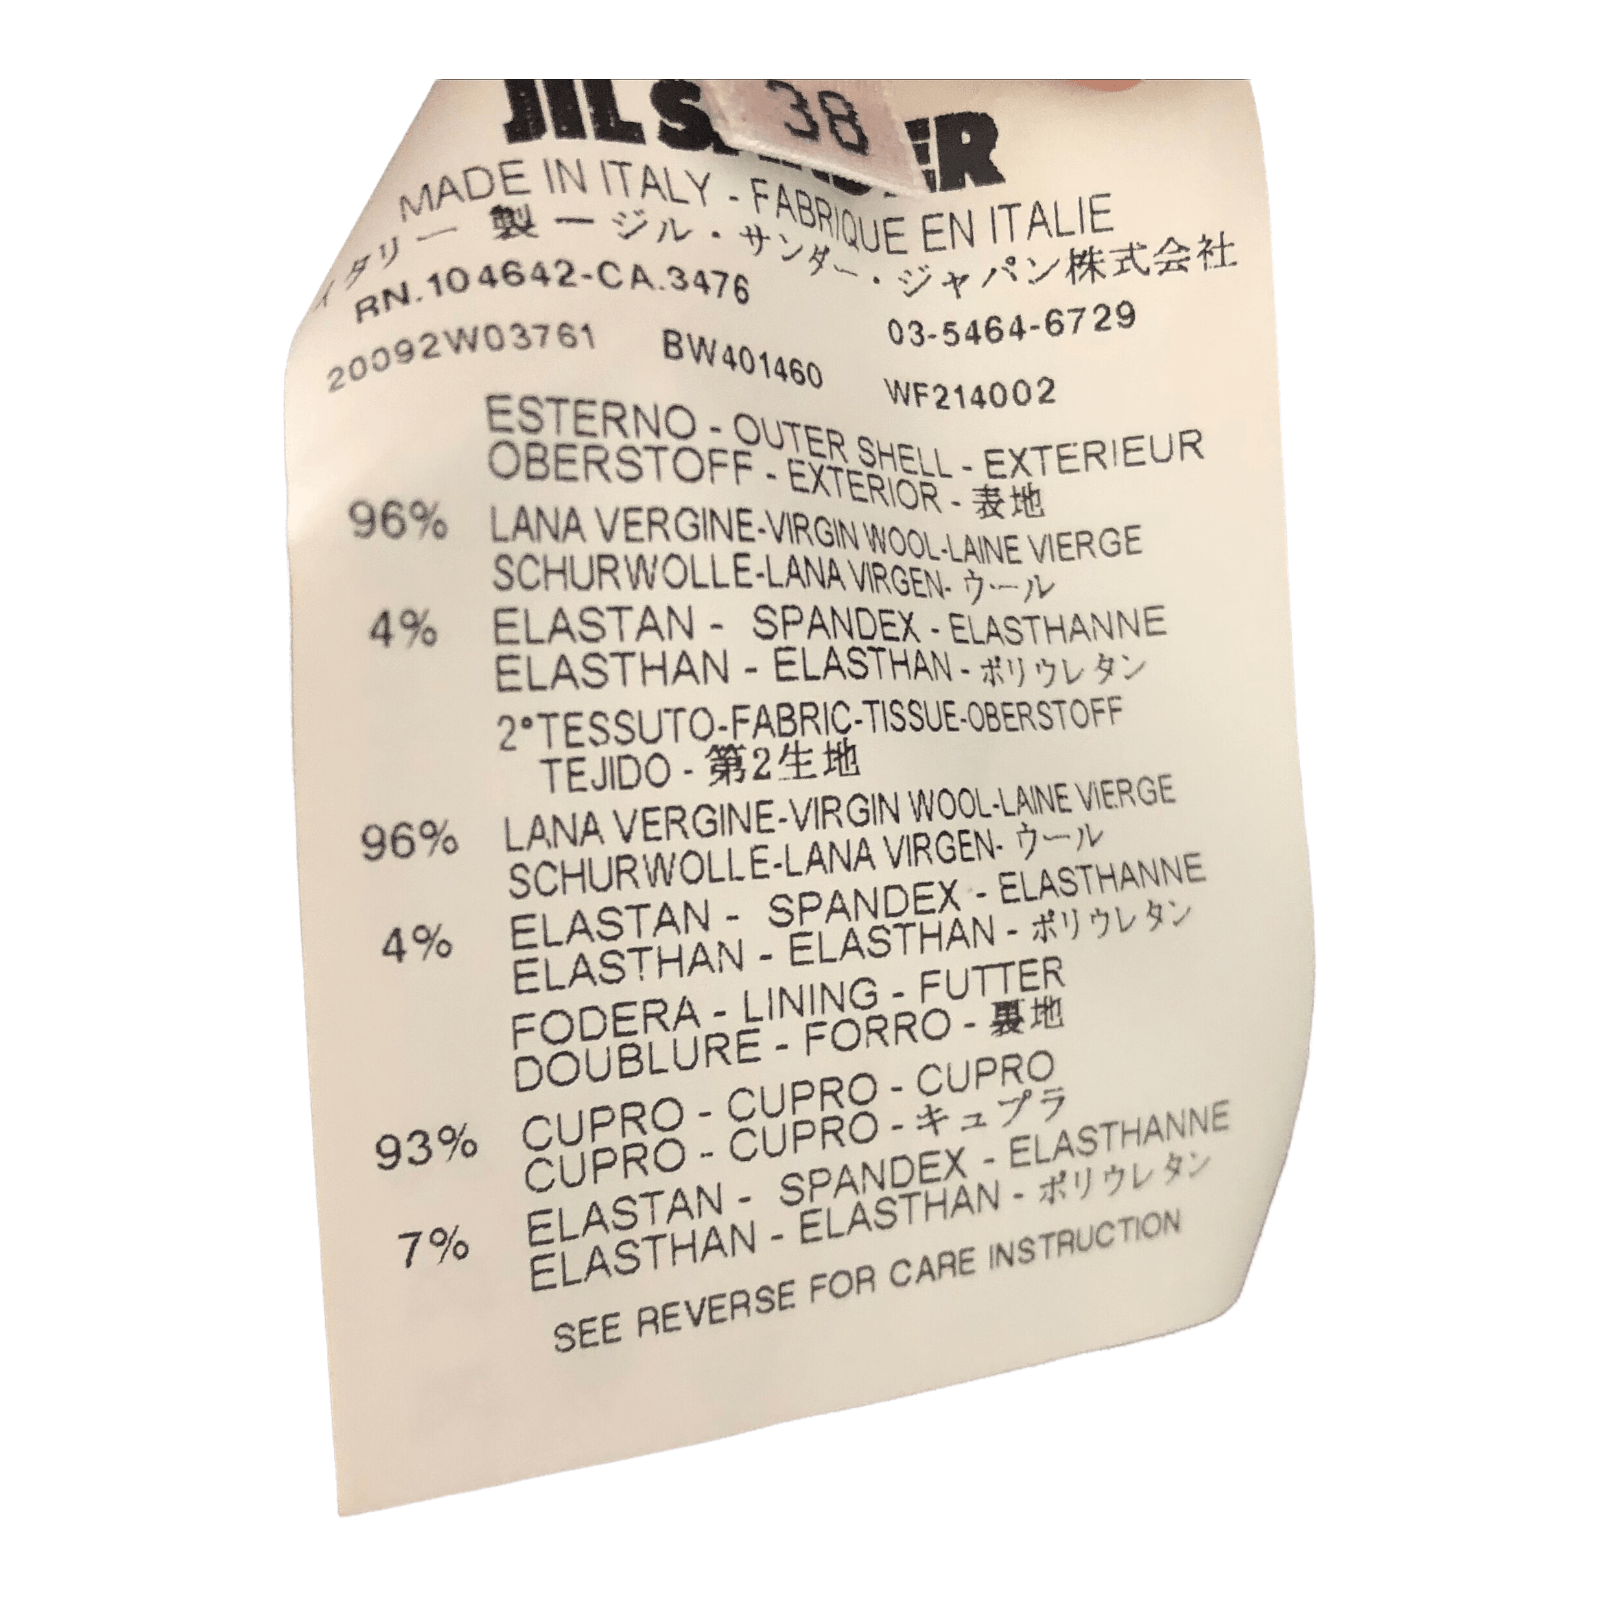 JIL SANDER
38
MADE IN ITALY - FABRIQUE EN ITALIE
イタリー製 ー ジル・サンダー・ジャパン株式会社
RN.104642-CA.3476
03-5464-6729
20092W03761 BW401460 WF214002
ESTERNO - OUTER SHELL - EXTERIEUR
OBERSTOFF - EXTERIOR - 表地
96% LANA VERGINE-VIRGIN WOOL-LAINE VIERGE
SCHURWOLLE-LANA VIRGEN- ウール
4% ELASTAN - SPANDEX - ELASTHANNE
ELASTHAN - ELASTHAN - ポリウレタン
2°TESSUTO-FABRIC-TISSUE-OBERSTOFF
TEJIDO - 第2生地
96% LANA VERGINE-VIRGIN WOOL-LAINE VIERGE
SCHURWOLLE-LANA VIRGEN- ウール
4% ELASTAN - SPANDEX - ELASTHANNE
ELASTHAN - ELASTHAN - ポリウレタン
FODERA - LINING - FUTTER
DOUBLURE - FORRO - 裏地
93% CUPRO - CUPRO - CUPRO
CUPRO - CUPRO - キュプラ
7% ELASTAN - SPANDEX - ELASTHANNE
ELASTHAN - ELASTHAN - ポリウレタン
SEE REVERSE FOR CARE INSTRUCTION